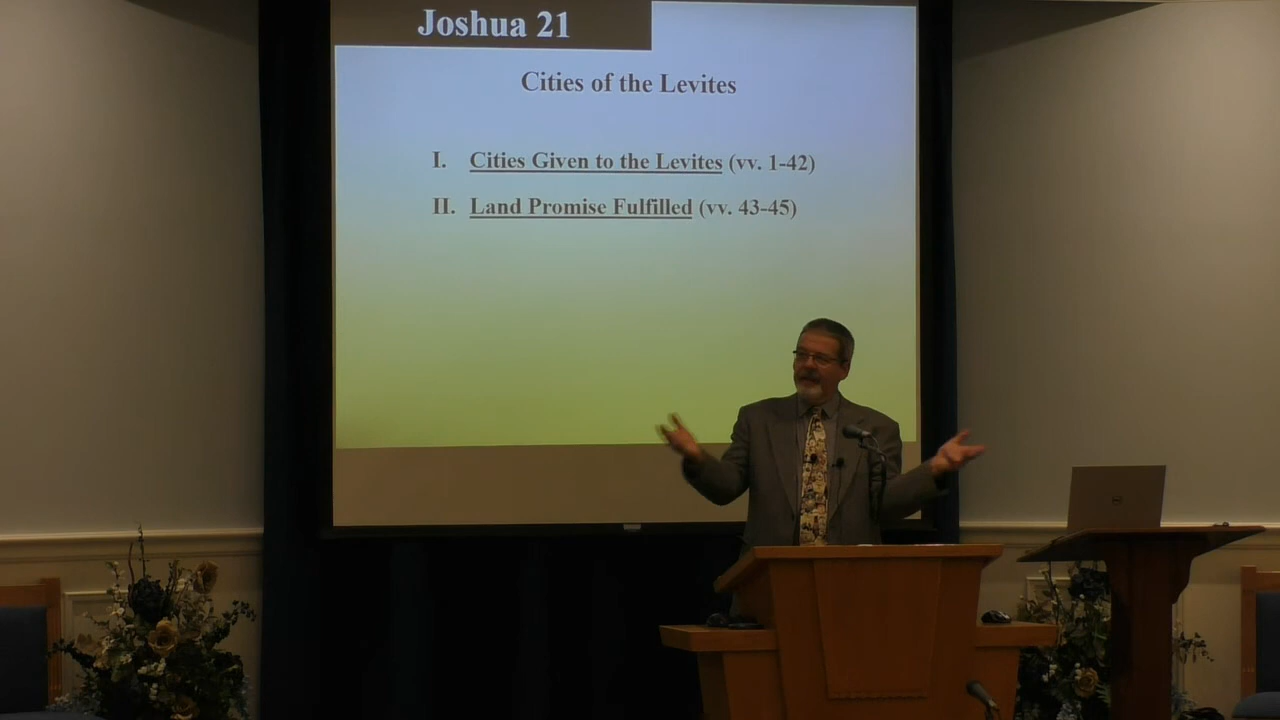 Joshua 21
Cities of the Levites
I. Cities Given to the Levites (vv. 1-42)
II. Land Promise Fulfilled (vv. 43-45)